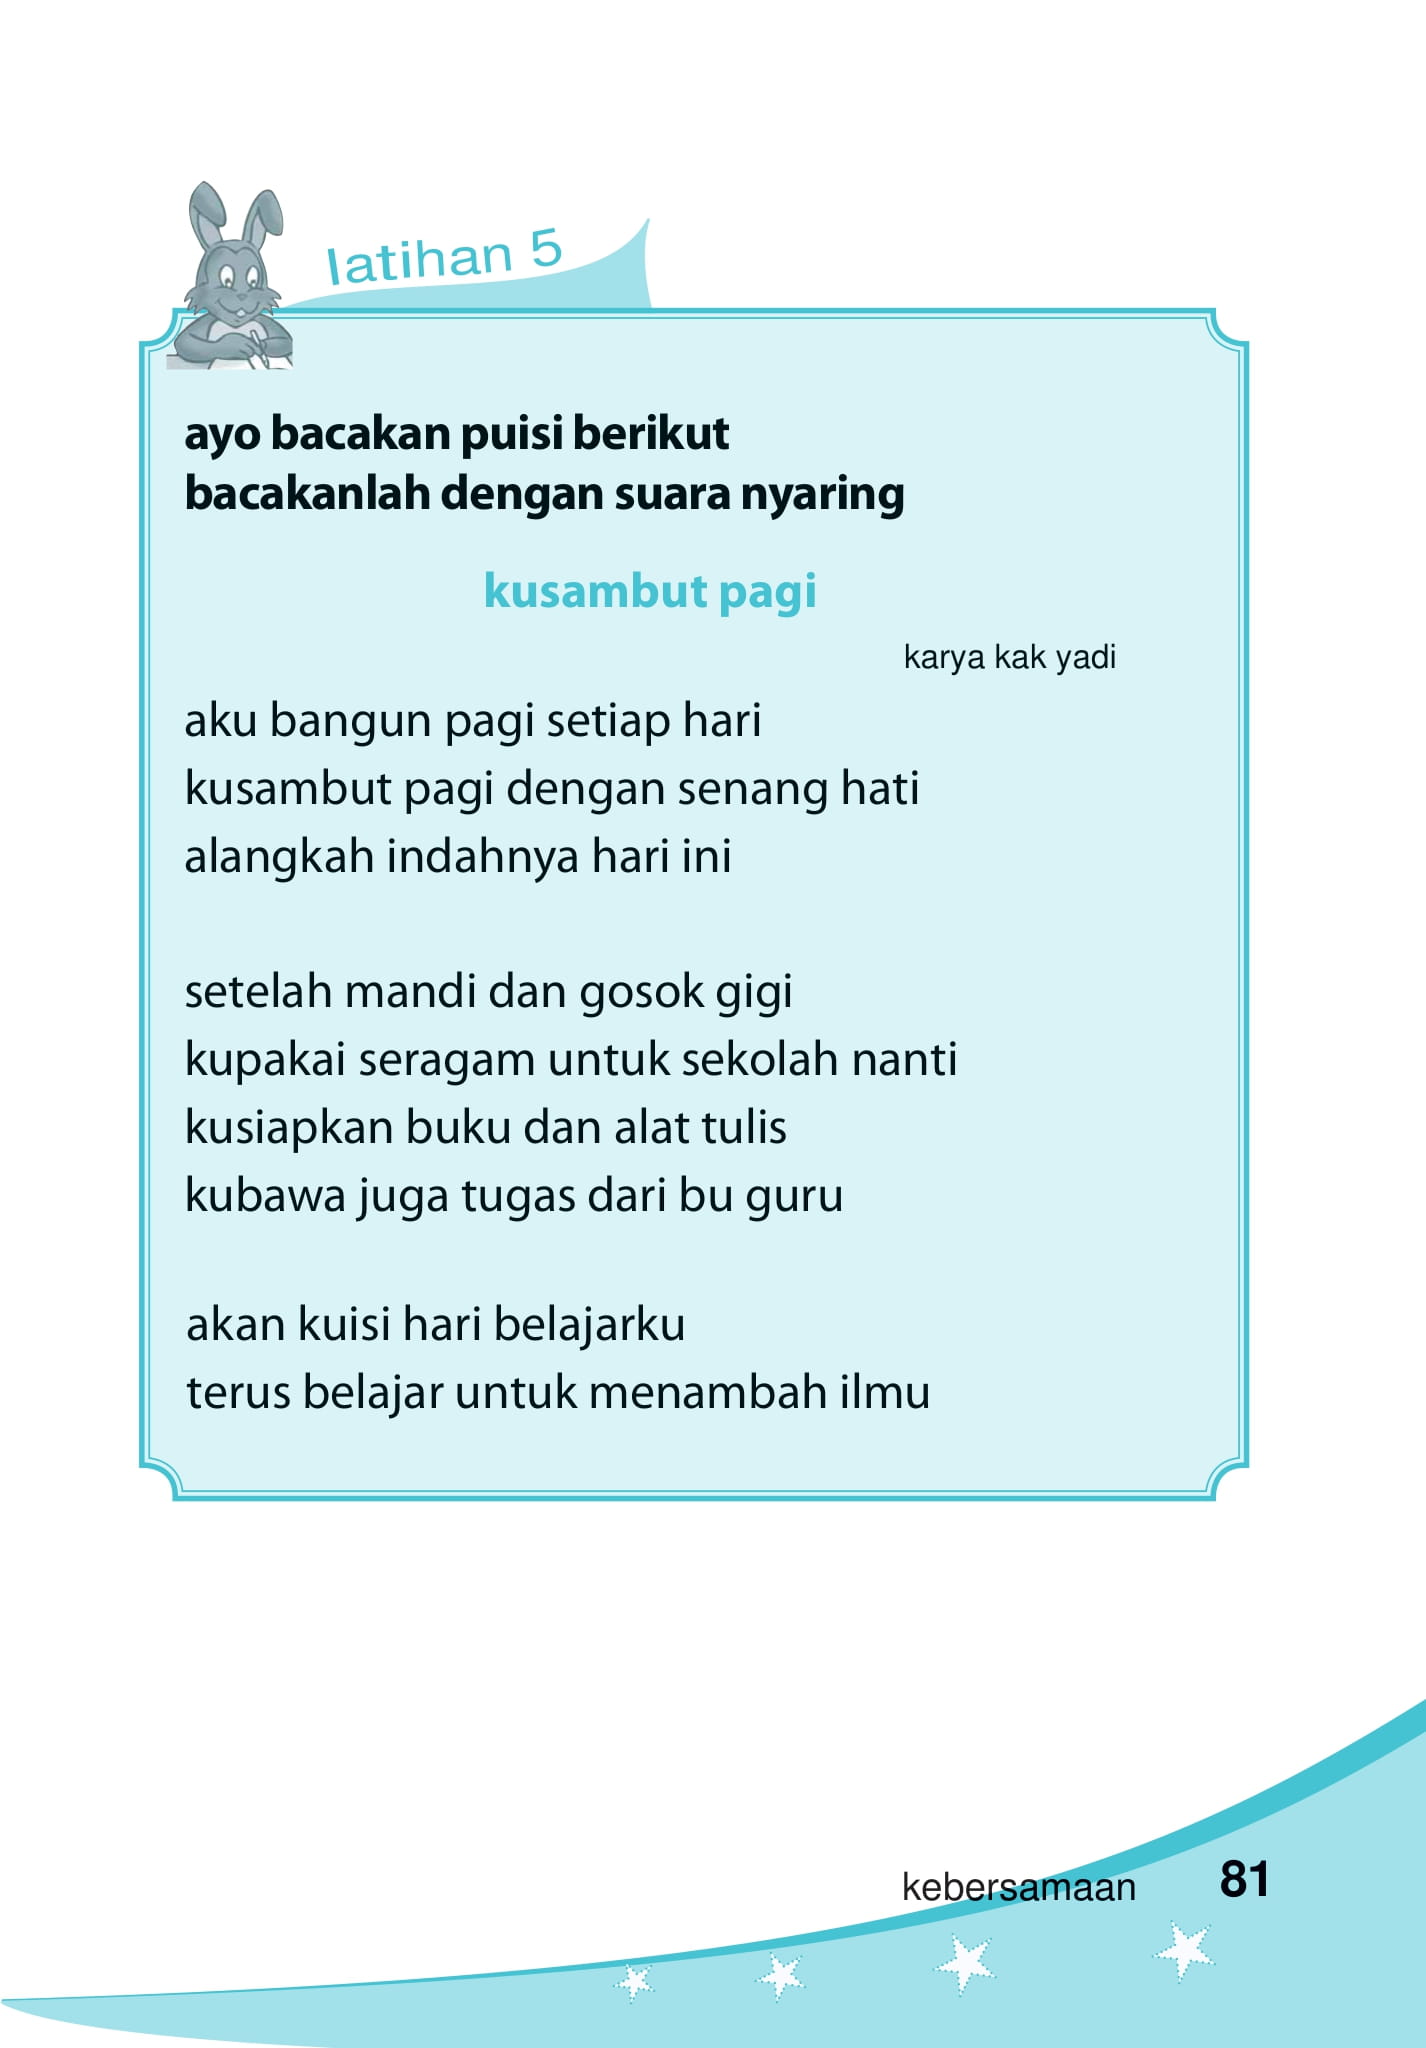 latihan 5
ayo bacakan puisi berikut
bacakanlah dengan suara nyaring
kusambut pagi
karya kak yadi
aku bangun pagi setiap hari
kusambut pagi dengan senang hati
alangkah indahnya hari ini
setelah mandi dan gosok gigi
kupakai seragam untuk sekolah nanti
kusiapkan buku dan alat tulis
kubawa juga tugas dari bu guru
akan kuisi hari belajarku
terus belajar untuk menambah ilmu
kebersamaan 81